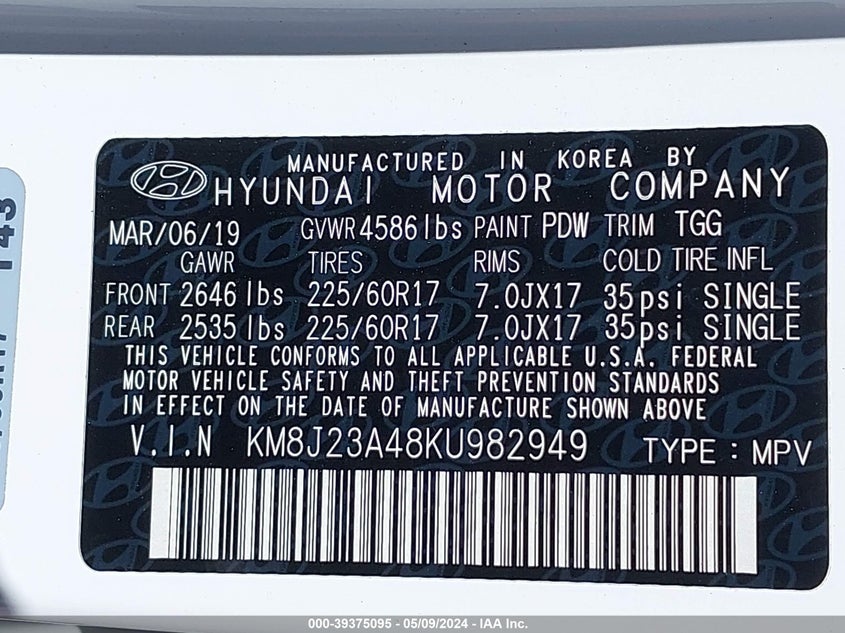 MANUFACTURED IN KOREA BY
HYUNDAI MOTOR COMPANY
MAR/06/19 GVWR 4586 lbs PAINT PDW TRIM TGG
GAWR TIRES RIMS COLD TIRE INFL
FRONT 2646 lbs 225/60R17 7.0JX17 35psi SINGLE
REAR 2535 lbs 225/60R17 7.0JX17 35psi SINGLE
THIS VEHICLE CONFORMS TO ALL APPLICABLE U.S.A. FEDERAL
MOTOR VEHICLE SAFETY AND THEFT PREVENTION STANDARDS
IN EFFECT ON THE DATE OF MANUFACTURE SHOWN ABOVE
V.I.N KM8J23A48KU982949 TYPE : MPV
000-39375095 - 05/09/2024 - IAA Inc.